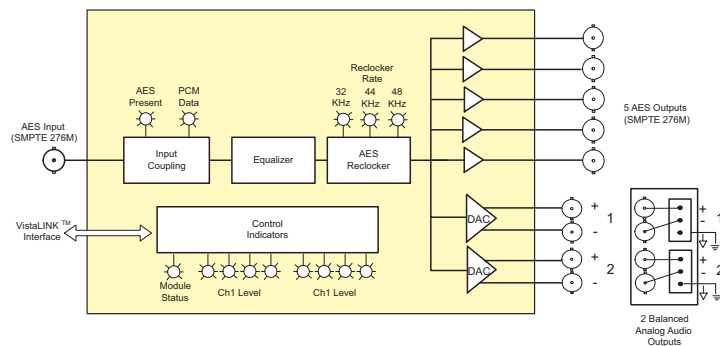 Reclocker
Rate
AES
Present
PCM
Data
32
KHz
44
KHz
48
KHz
AES Input
(SMPTE 276M)
5 AES Outputs
(SMPTE 276M)
Input
Coupling
Equalizer
AES
Reclocker
DAC
+
-
1
+
-
1
VistaLINK ™
Interface
Control
Indicators
DAC
+
-
2
+
-
2
Module
Status
Ch1 Level
Ch1 Level
2 Balanced
Analog Audio
Outputs